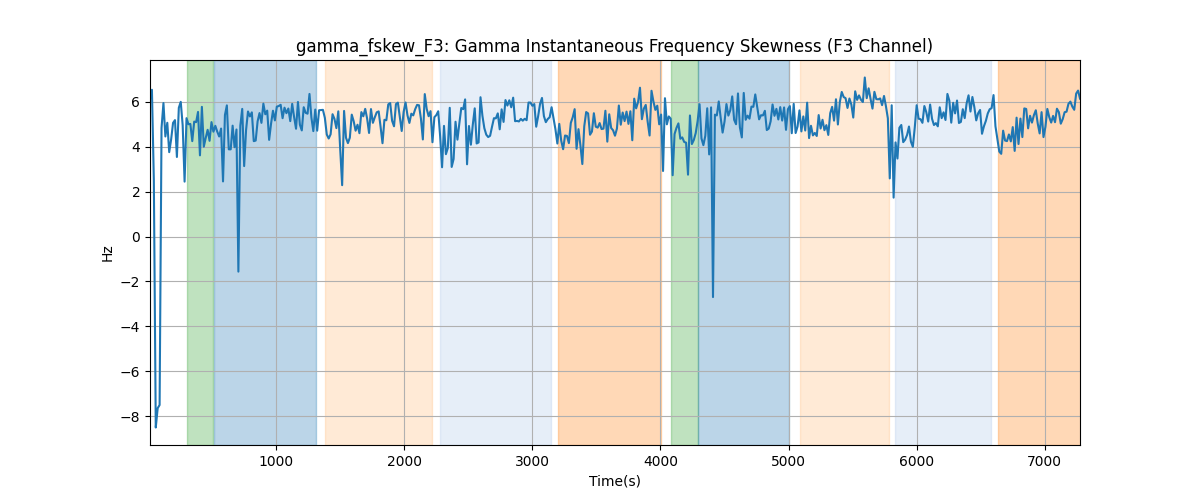 gamma_fskew_F3: Gamma Instantaneous Frequency Skewness (F3 Channel)
Hz
6
4
2
0
−2
−4
−6
−8
1000 2000 3000 4000 5000 6000 7000
Time(s)